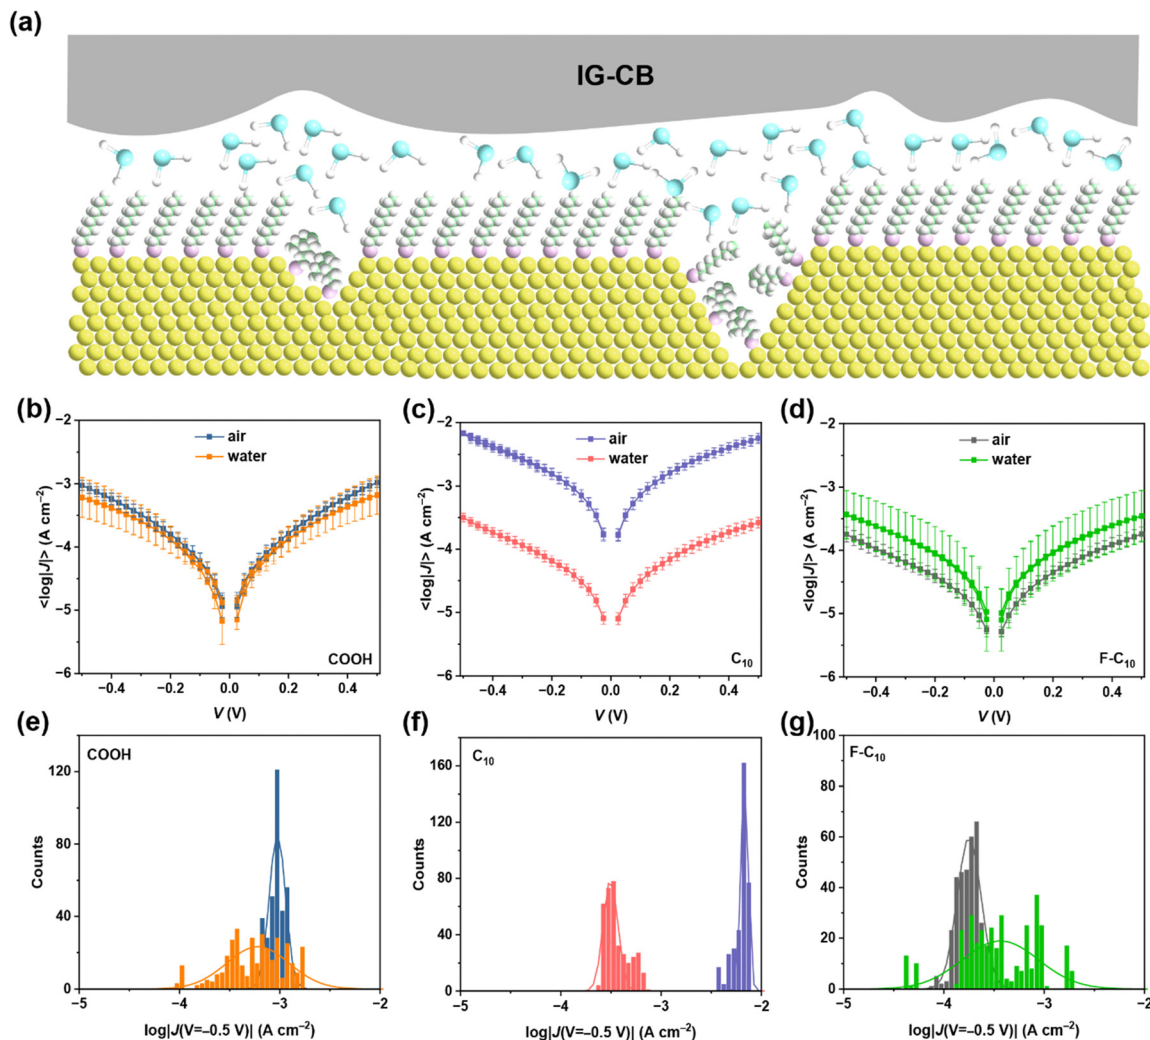 (a)
IG-CB
(b)
−2
−3
−4
−5
−6
<log|J|> (A cm⁻²)
air
water
COOH
−0.4
−0.2
0.0
0.2
0.4
V (V)
(c)
−2
−3
−4
−5
−6
<log|J|> (A cm⁻²)
air
water
C₁₀
−0.4
−0.2
0.0
0.2
0.4
V (V)
(d)
−2
−3
−4
−5
−6
<log|J|> (A cm⁻²)
air
water
F-C₁₀
−0.4
−0.2
0.0
0.2
0.4
V (V)
(e)
COOH
120
80
40
0
Counts
−5
−4
−3
−2
log|J(V=−0.5 V)| (A cm⁻²)
(f)
C₁₀
160
120
80
40
0
Counts
−5
−4
−3
−2
log|J(V=−0.5 V)| (A cm⁻²)
(g)
F-C₁₀
100
80
60
40
20
0
Counts
−5
−4
−3
−2
log|J(V=−0.5 V)| (A cm⁻²)